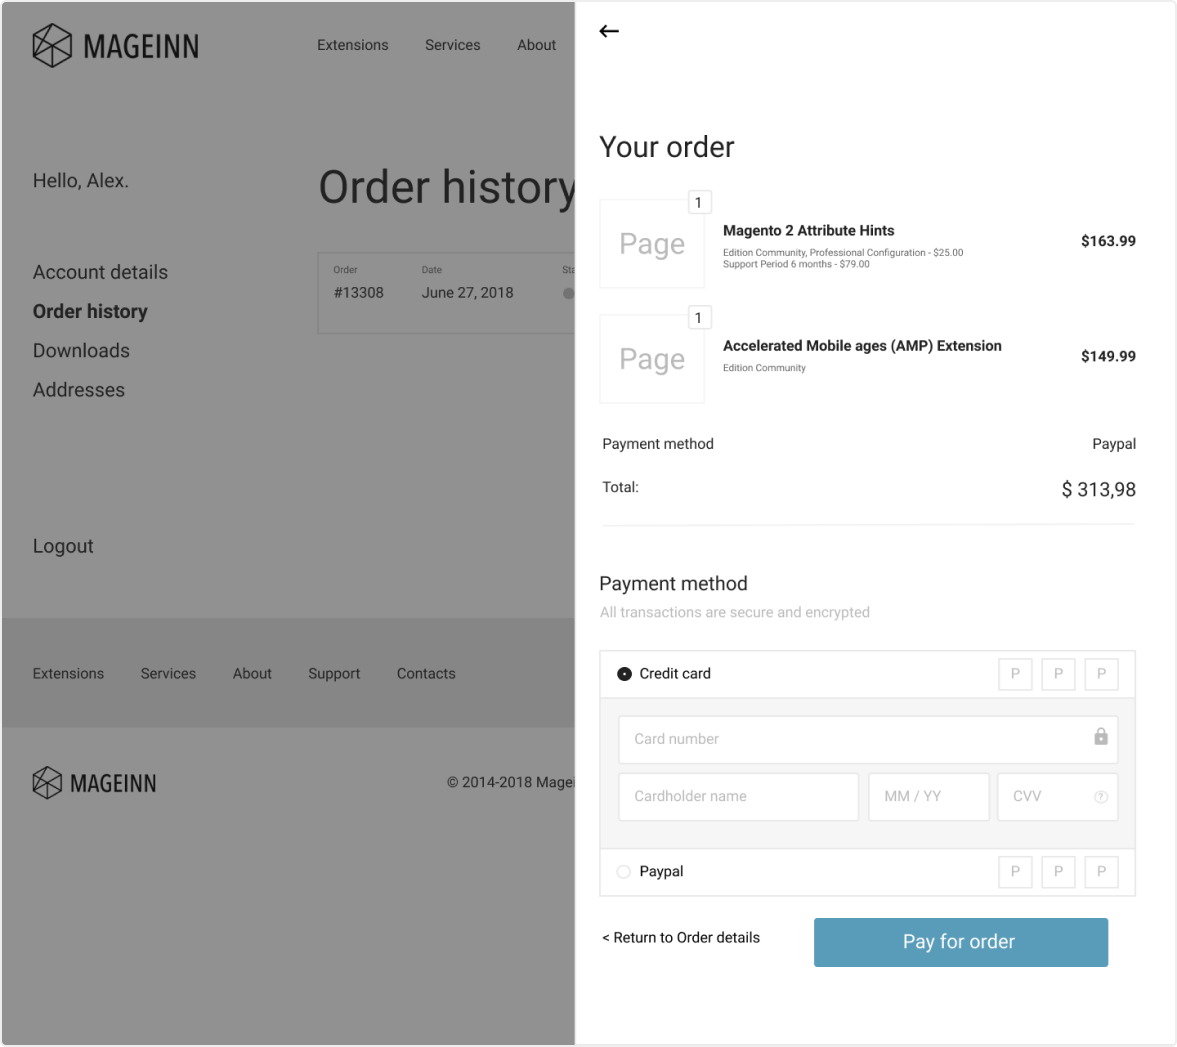 MAGEINN
Extensions Services About
Hello, Alex.
Order history
Account details
Order history
Downloads
Addresses
Order Date
#13308 June 27, 2018
Logout
Extensions Services About Support Contacts
MAGEINN
© 2014-2018
Your order
1
Page
Magento 2 Attribute Hints
$163.99
Edition Community, Professional Configuration - $25.00
Support Period 6 months - $79.00
1
Page
Accelerated Mobile ages (AMP) Extension
$149.99
Edition Community
Payment method Paypal
Total: $ 313,98
Payment method
All transactions are secure and encrypted
Credit card P P P
Card number
Cardholder name MM / YY CVV ?
Paypal P P P
< Return to Order details Pay for order